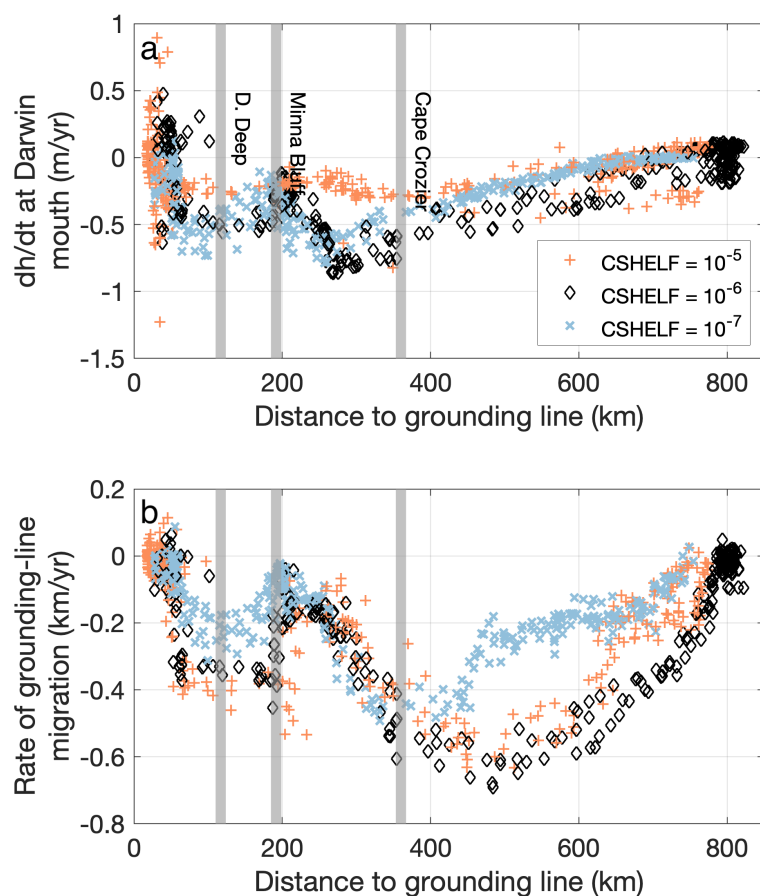 a
1
0.5
0
-0.5
-1
-1.5
dh/dt at Darwin
mouth (m/yr)
D. Deep
Minna Bluff
Cape Crozier
CSHELF = 10⁻⁵
CSHELF = 10⁻⁶
CSHELF = 10⁻⁷
0 200 400 600 800
Distance to grounding line (km)
b
0.2
0
-0.2
-0.4
-0.6
-0.8
Rate of grounding-line
migration (km/yr)
0 200 400 600 800
Distance to grounding line (km)